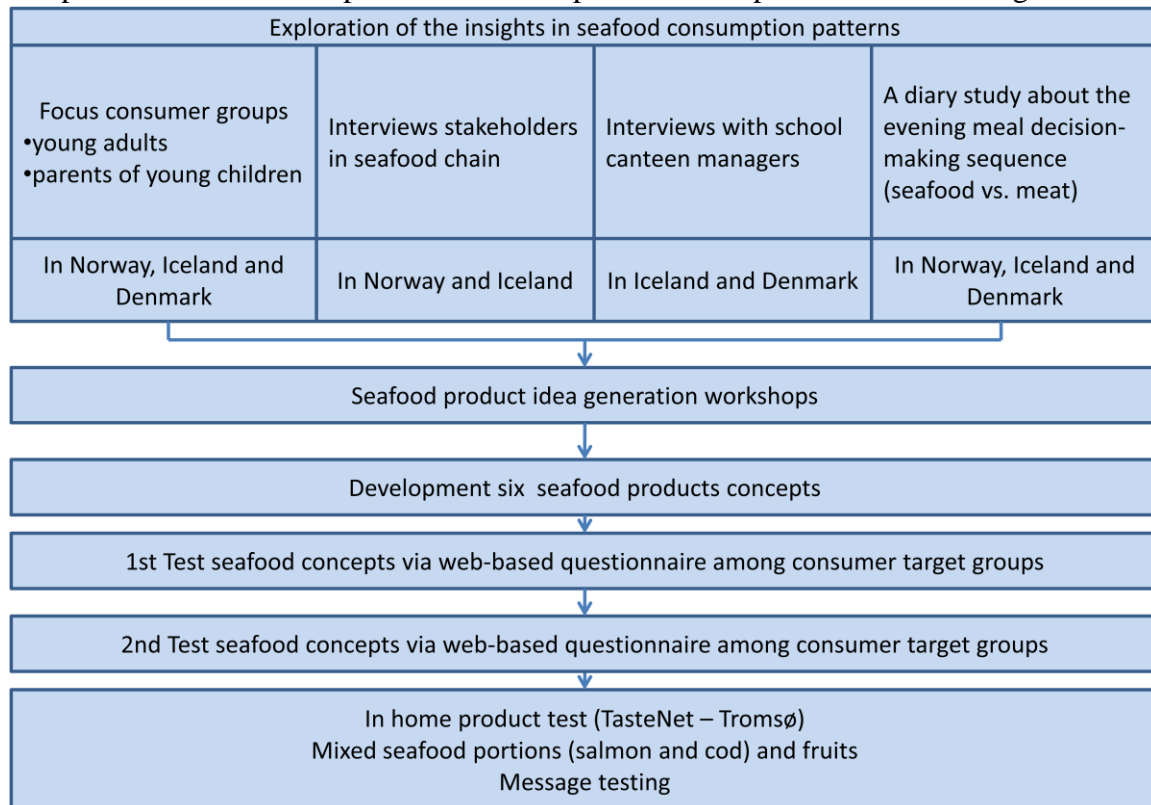 Exploration of the insights in seafood consumption patterns
Focus consumer groups
•young adults
•parents of young children
Interviews stakeholders
in seafood chain
Interviews with school
canteen managers
A diary study about the
evening meal decision-
making sequence
(seafood vs. meat)
In Norway, Iceland and
Denmark
In Norway and Iceland
In Iceland and Denmark
In Norway, Iceland and
Denmark
Seafood product idea generation workshops
Development six seafood products concepts
1st Test seafood concepts via web-based questionnaire among consumer target groups
2nd Test seafood concepts via web-based questionnaire among consumer target groups
In home product test (TasteNet – Tromsø)
Mixed seafood portions (salmon and cod) and fruits
Message testing